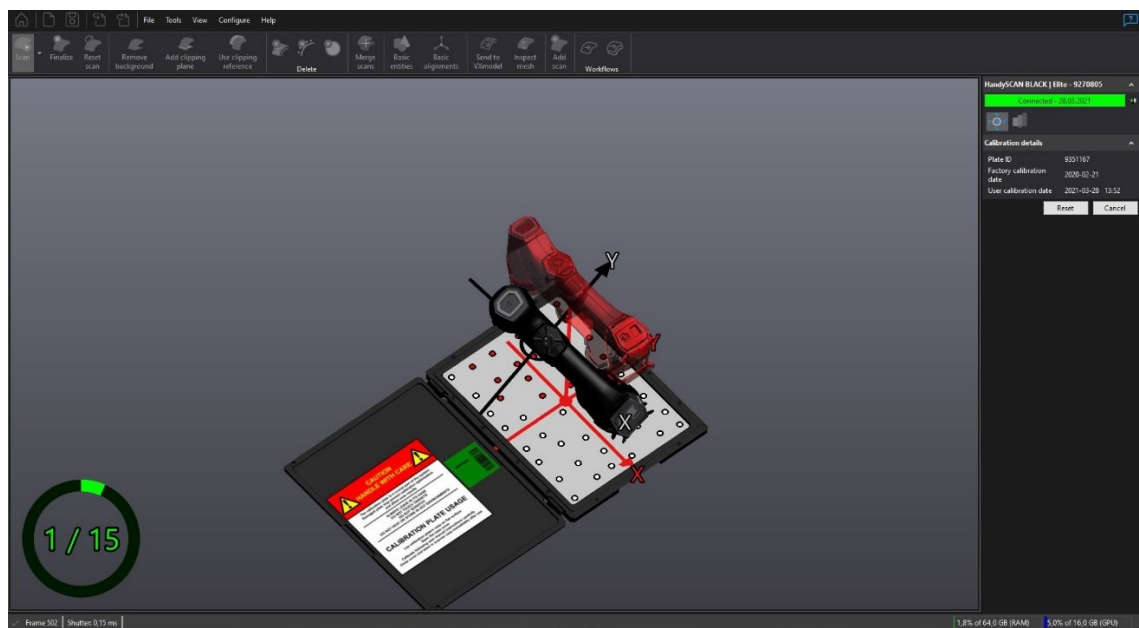 File Tools View Configure Help
Scan
Finalize
Reset scan
Remove background
Add clipping plane
Use clipping reference
Delete
Merge scans
Basic entities
Basic alignments
Send to VXmodel
Inspect mesh
Add scan
Workflows
HandySCAN BLACK | Elite - 9270805
Connected - 28.03.2021
Calibration details
Plate ID 9351167
Factory calibration date 2020-02-21
User calibration date 2021-03-28 13:52
Reset Cancel
Y
Y
X
X
CAUTION
HANDLE WITH CARE
CALIBRATION PLATE USAGE
1 / 15
Frame 502 Shutter: 0,15 ms
1,8% of 64,0 GB (RAM) 5,0% of 16,0 GB (GPU)